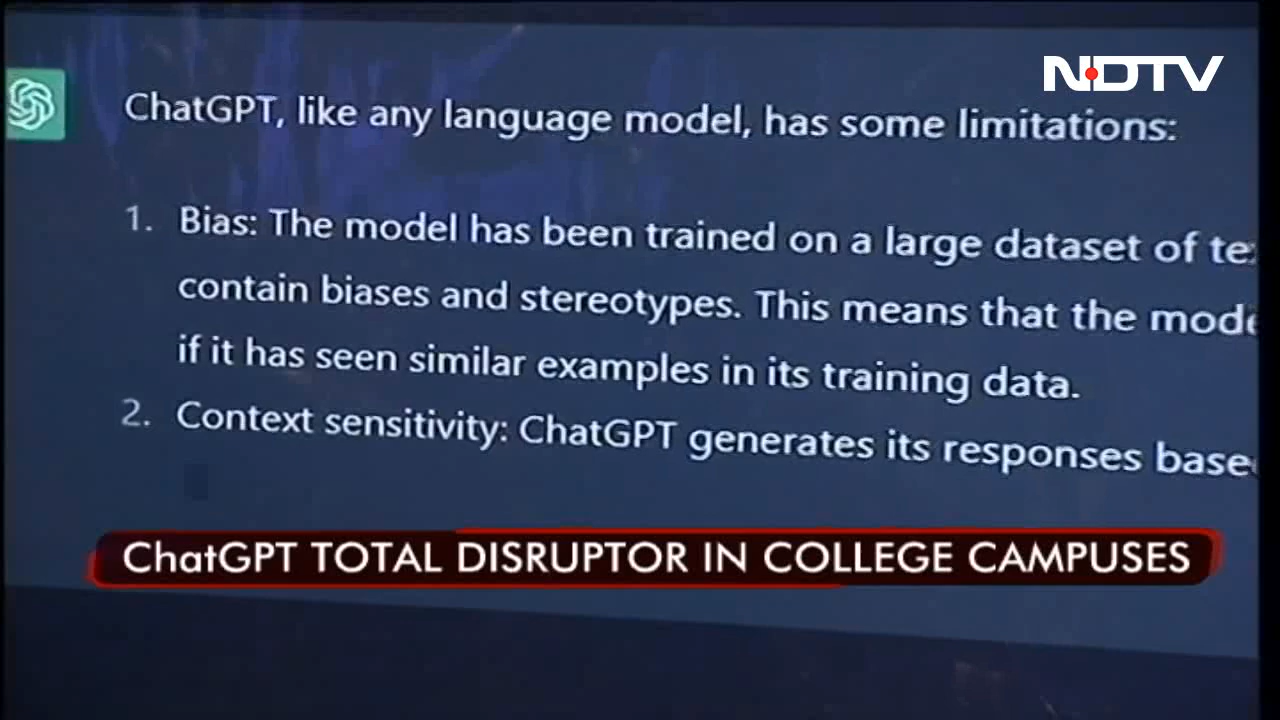 NDTV
ChatGPT, like any language model, has some limitations:
1. Bias: The model has been trained on a large dataset of
contain biases and stereotypes. This means that the
if it has seen similar examples in its training data.
2. Context sensitivity: ChatGPT generates its responses
ChatGPT TOTAL DISRUPTOR IN COLLEGE CAMPUSES